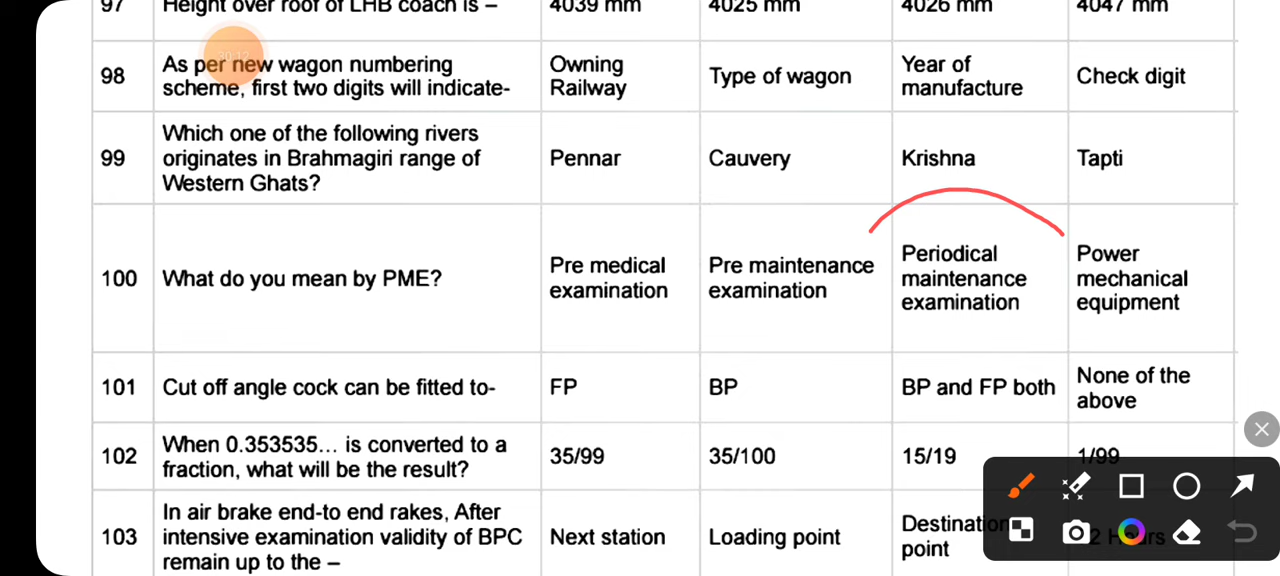 97 Height over roof of LHB coach is – 4039 mm 4025 mm 4026 mm 4047 mm
98 As per new wagon numbering scheme, first two digits will indicate- Owning Railway Type of wagon Year of manufacture Check digit
99 Which one of the following rivers originates in Brahmagiri range of Western Ghats? Pennar Cauvery Krishna Tapti
100 What do you mean by PME? Pre medical examination Pre maintenance examination Periodical maintenance examination Power mechanical equipment
101 Cut off angle cock can be fitted to- FP BP BP and FP both None of the above
102 When 0.353535... is converted to a fraction, what will be the result? 35/99 35/100 15/19 1/99
103 In air brake end-to end rakes, After intensive examination validity of BPC remain up to the – Next station Loading point Destination point